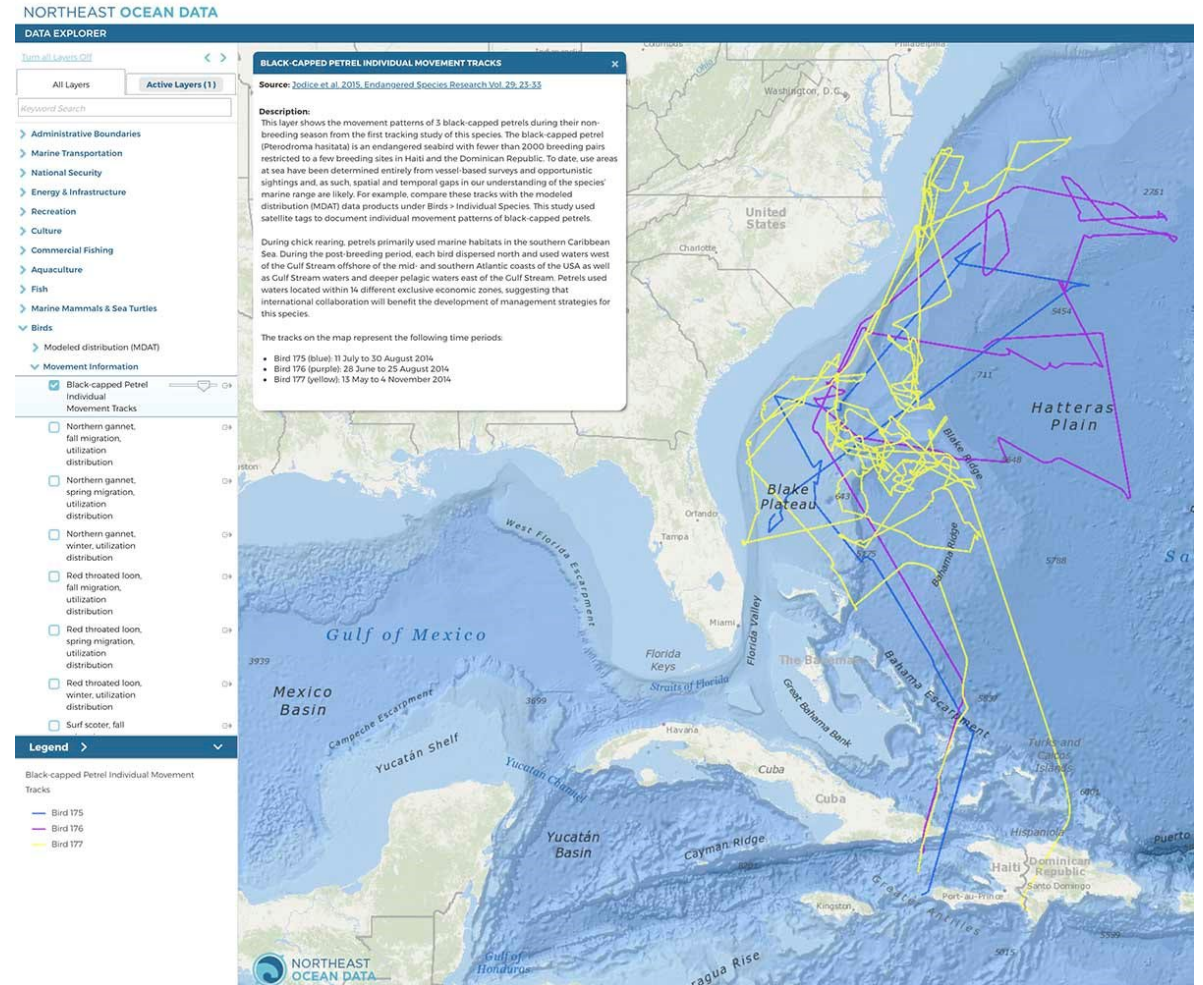 NORTHEAST OCEAN DATA
DATA EXPLORER
Turn all Layers Off
All Layers
Active Layers (1)
Keyword Search
Administrative Boundaries
Marine Transportation
National Security
Energy & Infrastructure
Recreation
Culture
Commercial Fishing
Aquaculture
Fish
Marine Mammals & Sea Turtles
Birds
Modeled distribution (MDAT)
Movement Information
Black-capped Petrel
Individual
Movement Tracks
Northern gannet,
fall migration,
utilization
distribution
Northern gannet,
spring migration,
utilization
distribution
Northern gannet,
winter, utilization
distribution
Red throated loon,
fall migration,
utilization
distribution
Red throated loon,
spring migration,
utilization
distribution
Red throated loon,
winter, utilization
distribution
Surf scoter, fall
Legend
Black-capped Petrel Individual Movement
Tracks
Bird 175
Bird 176
Bird 177
BLACK-CAPPED PETREL INDIVIDUAL MOVEMENT TRACKS
Source: Jodice et al. 2015, Endangered Species Research Vol. 29; 23-33
Description:
This layer shows the movement patterns of 3 black-capped petrels during their non-
breeding season from the first tracking study of this species. The black-capped petrel
(Pterodroma hasitata) is an endangered seabird with fewer than 2000 breeding pairs
restricted to a few breeding sites in Haiti and the Dominican Republic. To date, use areas
at sea have been determined entirely from vessel-based surveys and opportunistic
sightings and, as such, spatial and temporal gaps in our understanding of the species'
marine range are likely. For example, compare these tracks with the modeled
distribution (MDAT) data products under Birds > Individual Species. This study used
satellite tags to document individual movement patterns of black-capped petrels.
During chick rearing, petrels primarily used marine habitats in the southern Caribbean
Sea. During the post-breeding period, each bird dispersed north and used waters west
of the Gulf Stream offshore of the mid- and southern Atlantic coasts of the USA as well
as Gulf Stream waters and deeper pelagic waters east of the Gulf Stream. Petrels used
waters located within 14 different exclusive economic zones, suggesting that
international collaboration will benefit the development of management strategies for
this species.
The tracks on the map represent the following time periods:
Bird 175 (blue): 11 July to 30 August 2014
Bird 176 (purple): 28 June to 25 August 2014
Bird 177 (yellow): 13 May to 4 November 2014
Columbus
Philadelphia
Washington, D.C.
United
States
Charlotte
2781
5454
711
Hatteras
Plain
Blake Ridge
Blake
Plateau
643
Orlando
Tampa
West Florida
Escarpment
Bahama Ridge
5788
Gulf of Mexico
Miami
Florida Valley
Florida
Keys
Straits of Florida
The Bahamas
Great Bahama Bank
Bahama Escarpment
3939
Mexico
Basin
Campeche Escarpment
3699
Yucatán Shelf
Havana
Cuba
Cuba
Yucatan Channel
Turks and
Caicos
Islands
Yucatán
Basin
Cayman Ridge
Hispaniola
Puerto
Haiti
Dominican
Republic
Santo Domingo
Port-au-Prince
Kingston
Greater Antilles
5599
5015
Gulf of
Honduras
NORTHEAST
OCEAN DATA